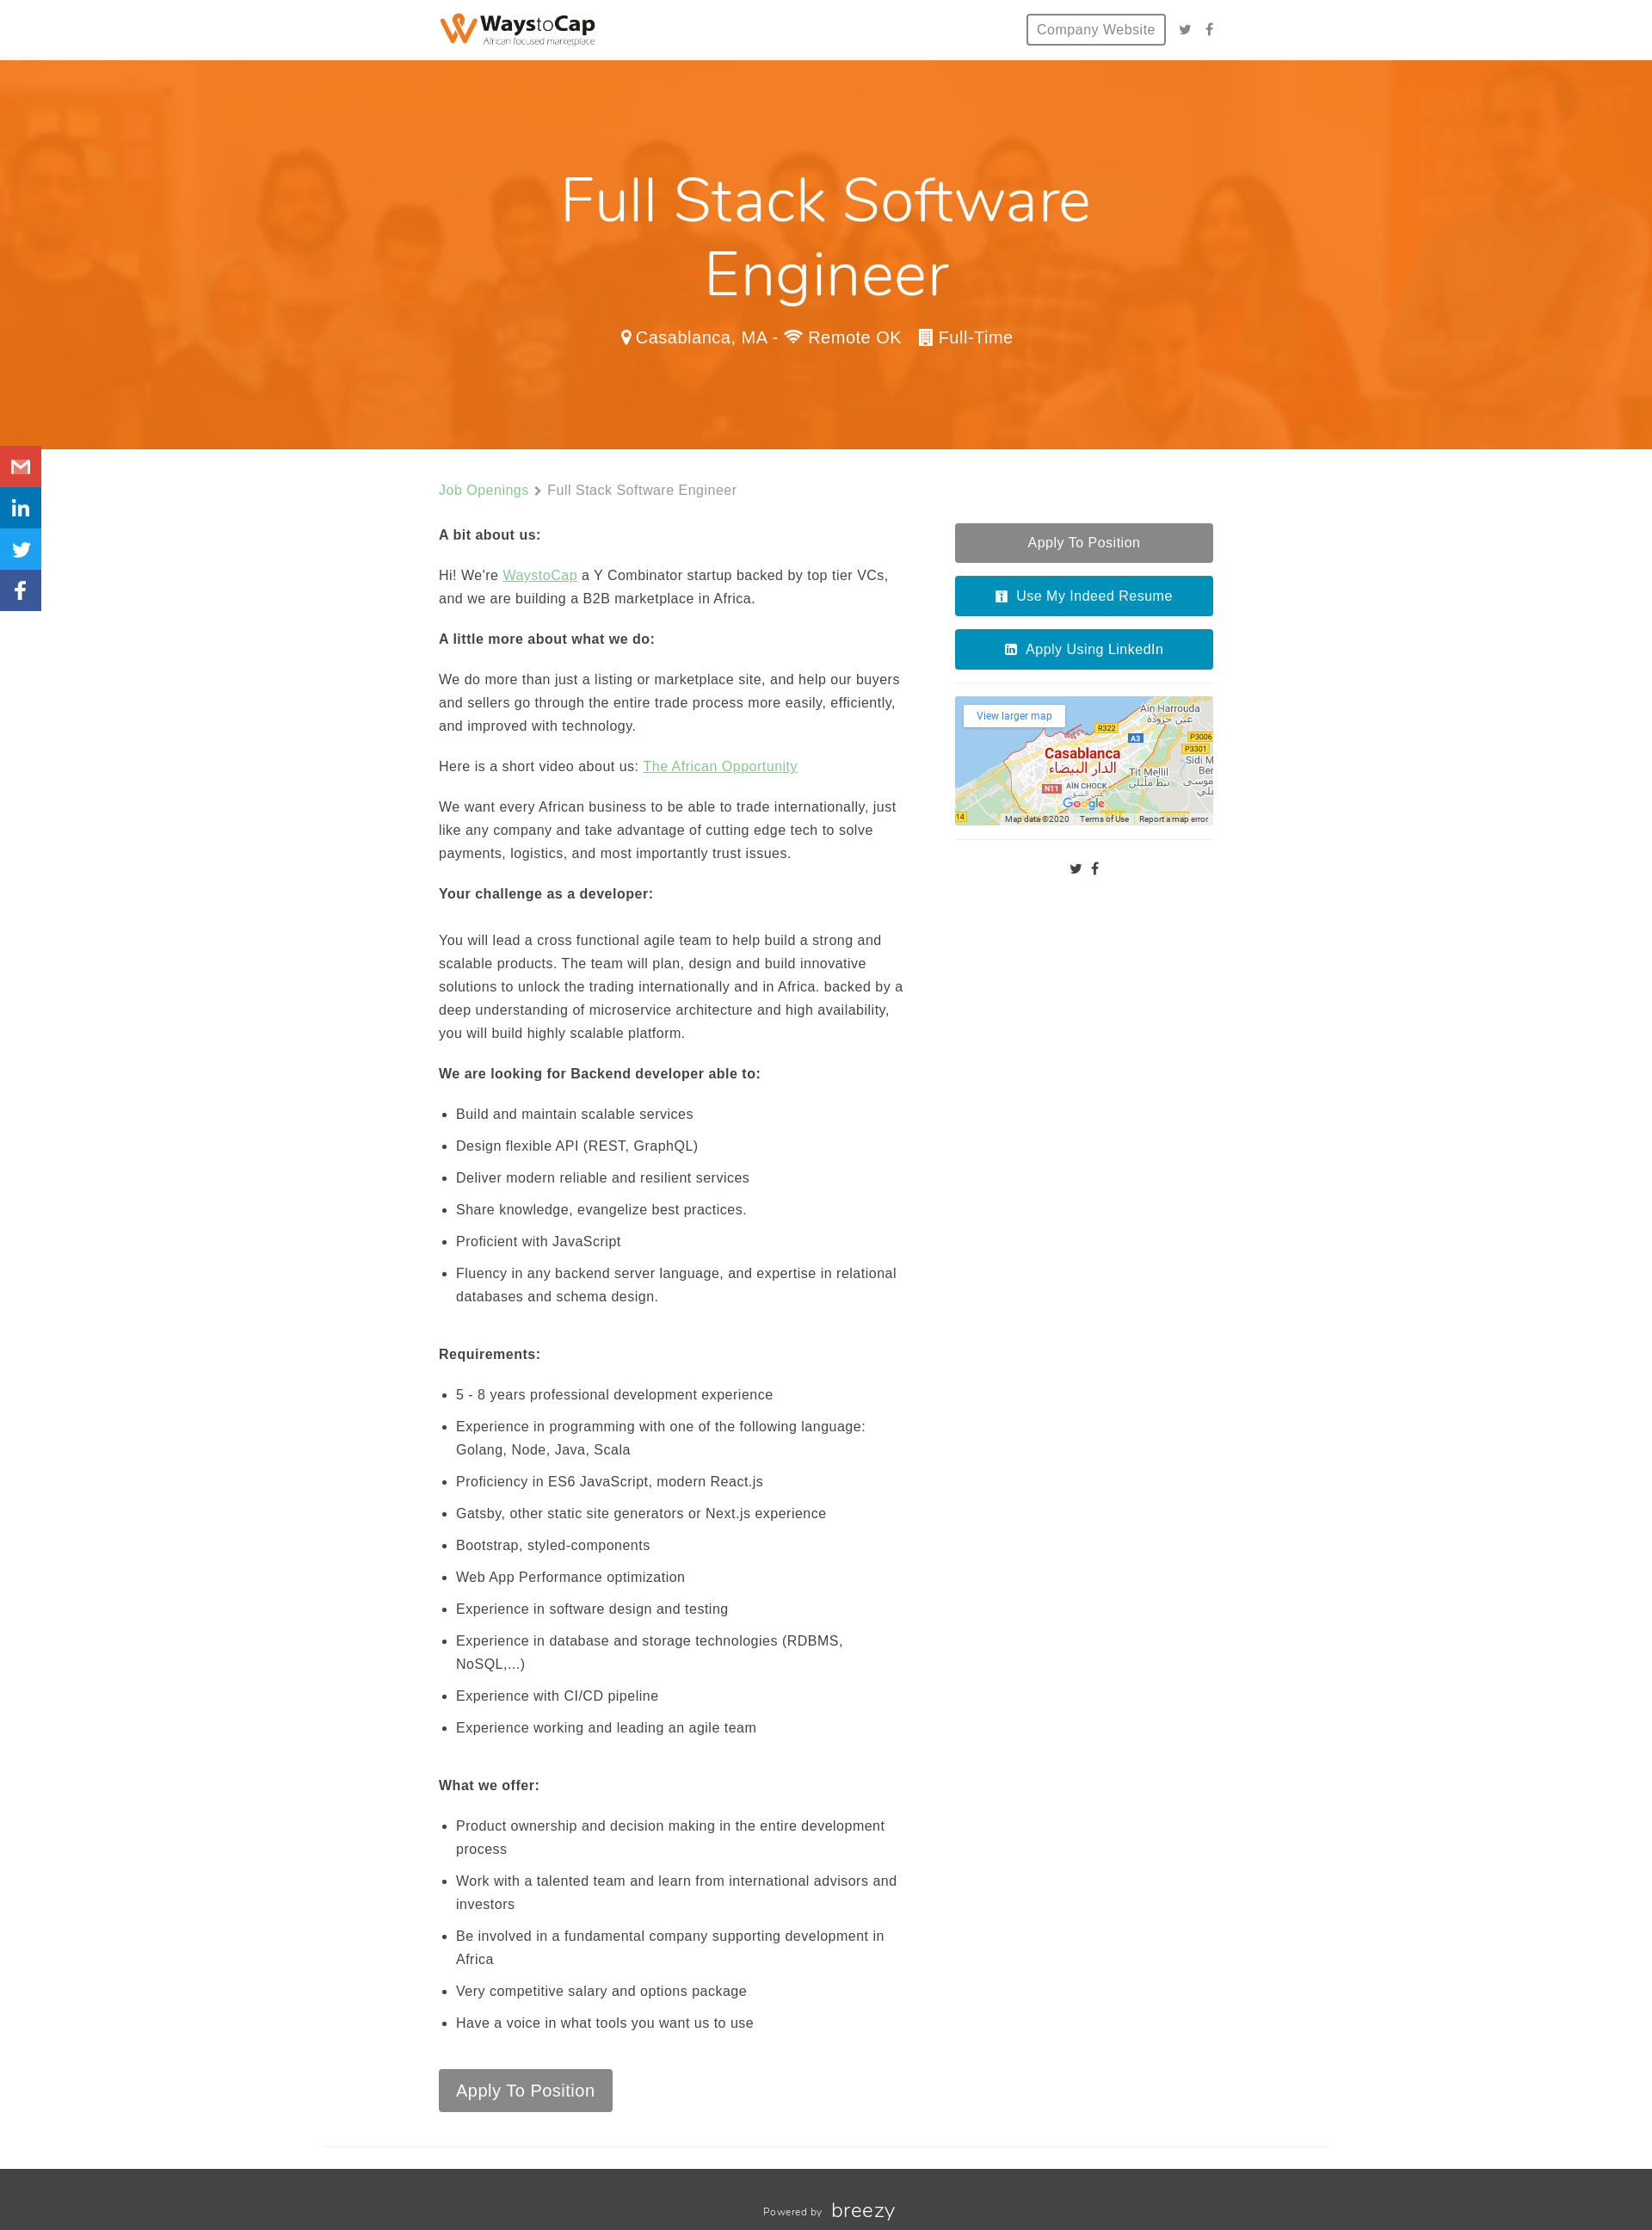 WaystoCap
African focused marketplace
Company Website
Full Stack Software
Engineer
Casablanca, MA - Remote OK Full-Time
Job Openings Full Stack Software Engineer
A bit about us:
Hi! We're WaystoCap a Y Combinator startup backed by top tier VCs,
and we are building a B2B marketplace in Africa.
A little more about what we do:
We do more than just a listing or marketplace site, and help our buyers
and sellers go through the entire trade process more easily, efficiently,
and improved with technology.
Here is a short video about us: The African Opportunity
We want every African business to be able to trade internationally, just
like any company and take advantage of cutting edge tech to solve
payments, logistics, and most importantly trust issues.
Your challenge as a developer:
You will lead a cross functional agile team to help build a strong and
scalable products. The team will plan, design and build innovative
solutions to unlock the trading internationally and in Africa. backed by a
deep understanding of microservice architecture and high availability,
you will build highly scalable platform.
We are looking for Backend developer able to:
Build and maintain scalable services
Design flexible API (REST, GraphQL)
Deliver modern reliable and resilient services
Share knowledge, evangelize best practices.
Proficient with JavaScript
Fluency in any backend server language, and expertise in relational
databases and schema design.
Requirements:
5 - 8 years professional development experience
Experience in programming with one of the following language:
Golang, Node, Java, Scala
Proficiency in ES6 JavaScript, modern React.js
Gatsby, other static site generators or Next.js experience
Bootstrap, styled-components
Web App Performance optimization
Experience in software design and testing
Experience in database and storage technologies (RDBMS,
NoSQL,...)
Experience with CI/CD pipeline
Experience working and leading an agile team
What we offer:
Product ownership and decision making in the entire development
process
Work with a talented team and learn from international advisors and
investors
Be involved in a fundamental company supporting development in
Africa
Very competitive salary and options package
Have a voice in what tools you want us to use
Apply To Position
Apply To Position
Use My Indeed Resume
Apply Using LinkedIn
View larger map
Aïn Harrouda
عين حرودة
R322
A3
P3006
P3301
Casablanca
الدار البيضاء
Sidi M
Ber
Tit Mellil
تيط مليل
N11
AÏN CHOCK
عين الشق
Google
14
Map data ©2020 Terms of Use Report a map error
Powered by breezy